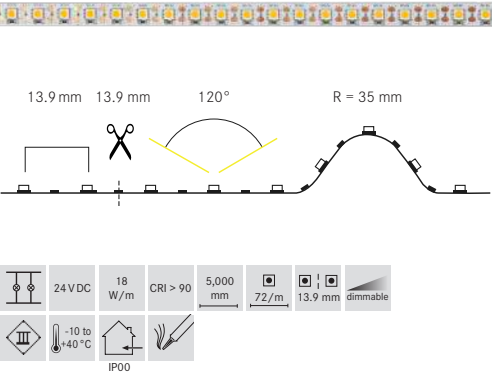 13.9 mm 13.9 mm 120° R = 35 mm
24 V DC
18
W/m
CRI > 90
5,000
mm
72/m
13.9 mm
dimmable
III
-10 to
+40 °C
IP00